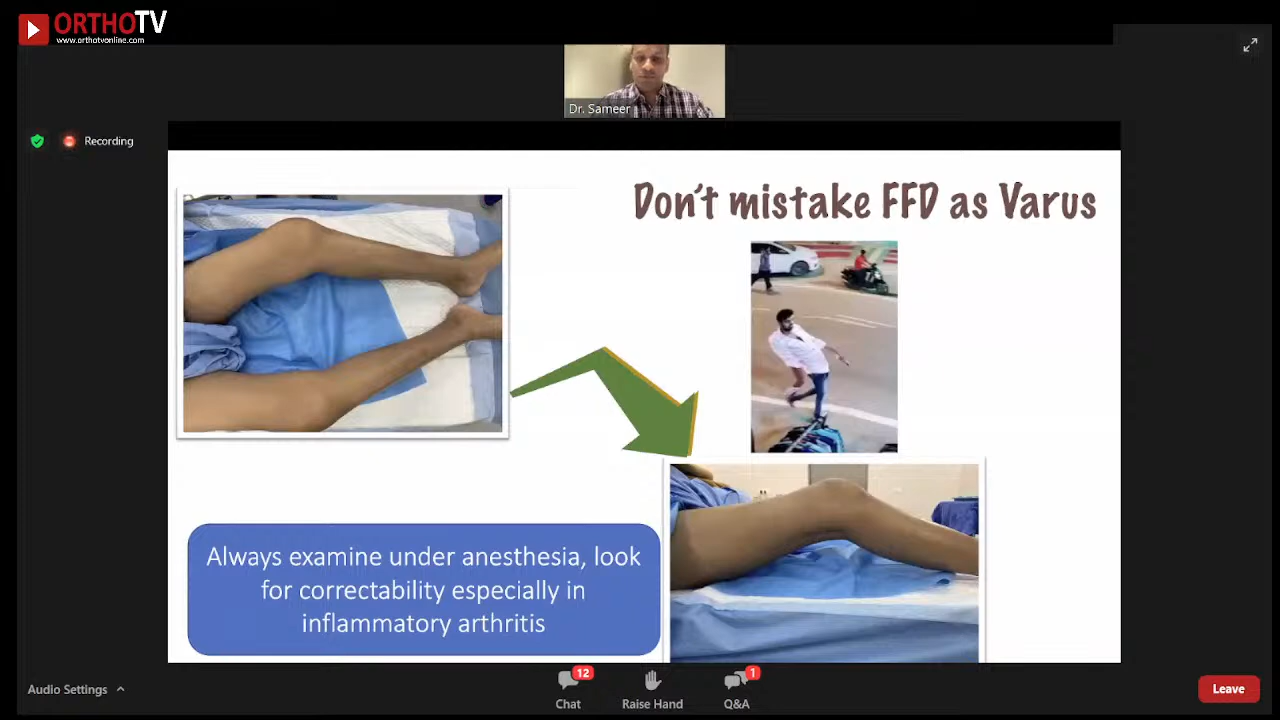 ORTHOTV
www.orthotvonline.com
Dr. Sameer
Recording
Don't mistake FFD as Varus
Always examine under anesthesia, look
for correctability especially in
inflammatory arthritis
Audio Settings
12
Chat
Raise Hand
1
Q&A
Leave